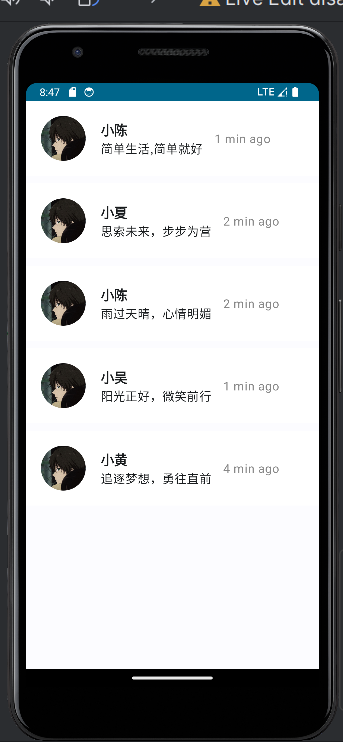 Live Edit disa
8:47
LTE
小陈
简单生活,简单就好
1 min ago
小夏
思索未来，步步为营
2 min ago
小陈
雨过天晴，心情明媚
2 min ago
小吴
阳光正好，微笑前行
1 min ago
小黄
追逐梦想，勇往直前
4 min ago